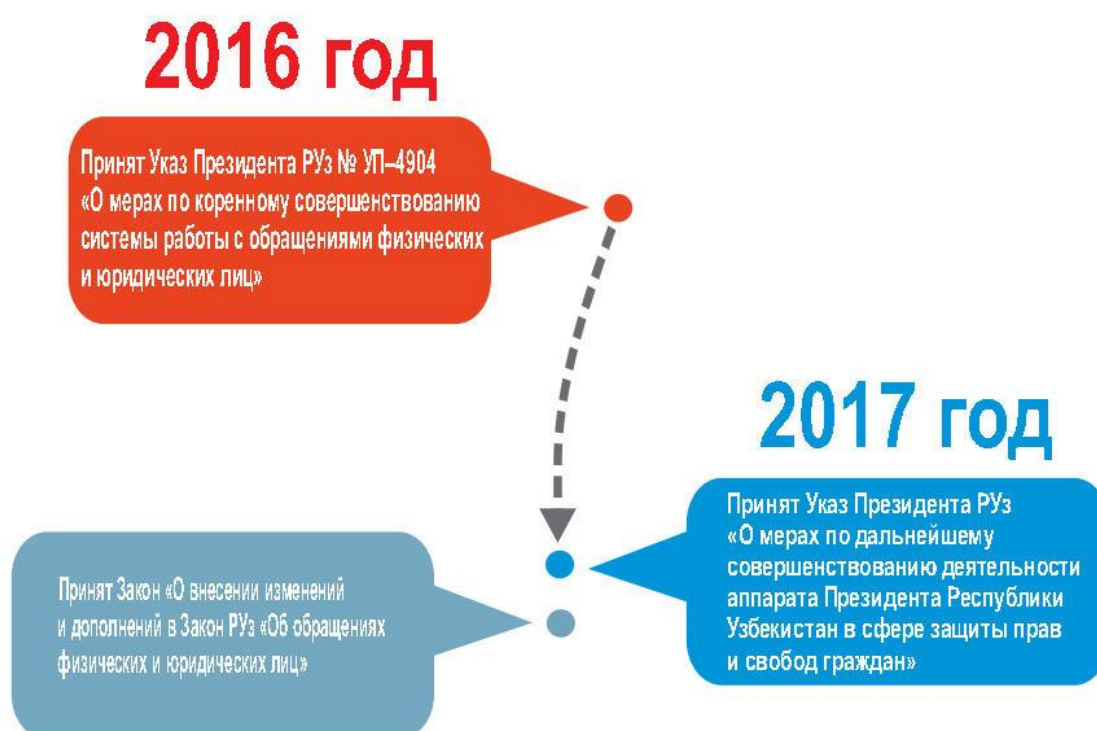 2016 год
Принят Указ Президента РУз № УП–4904
«О мерах по коренному совершенствованию
системы работы с обращениями физических
и юридических лиц»
2017 год
Принят Указ Президента РУз
«О мерах по дальнейшему
совершенствованию деятельности
аппарата Президента Республики
Узбекистан в сфере защиты прав
и свобод граждан»
Принят Закон «О внесении изменений
и дополнений в Закон РУз «Об обращениях
физических и юридических лиц»